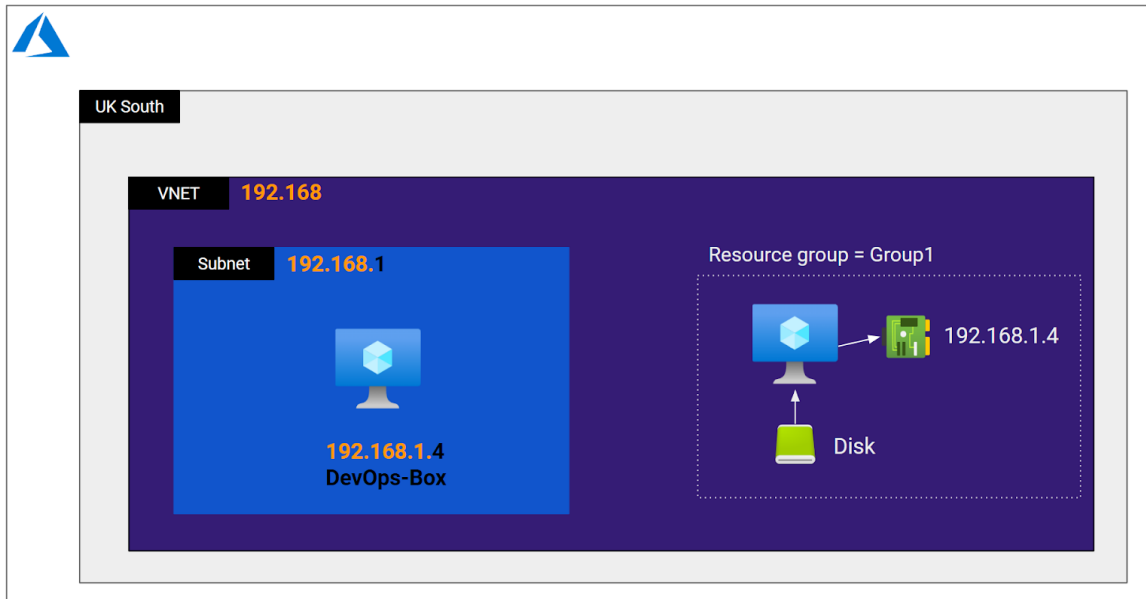 UK South
VNET 192.168
Subnet 192.168.1
192.168.1.4
DevOps-Box
Resource group = Group1
192.168.1.4
Disk